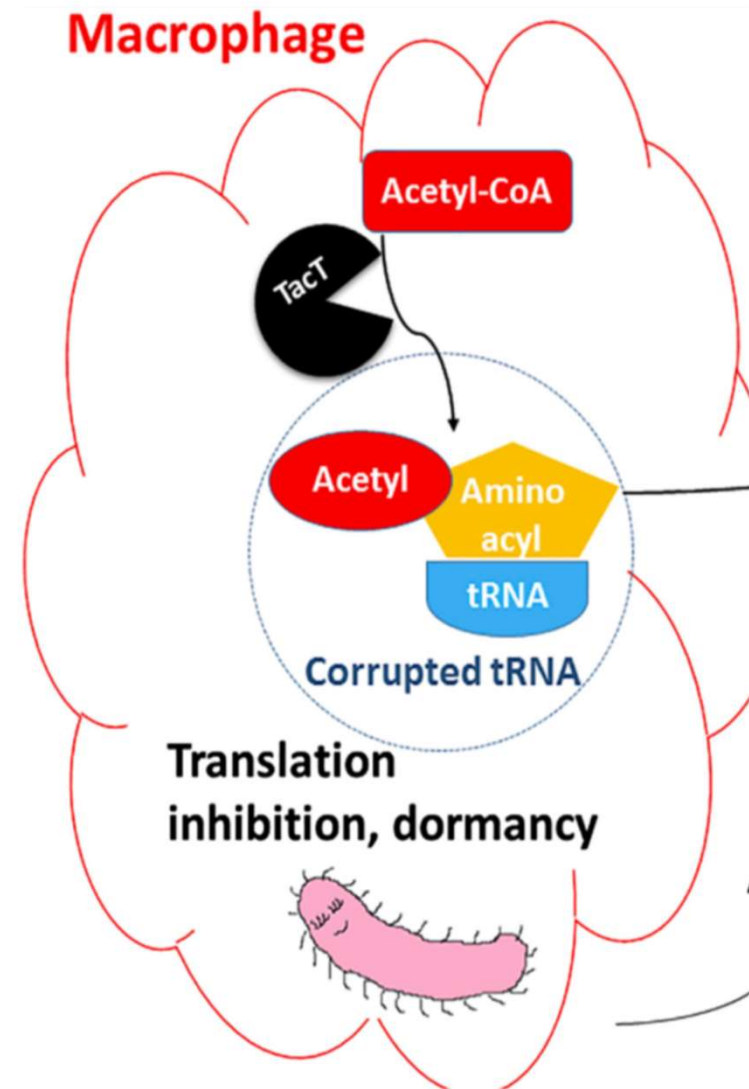 Macrophage
Acetyl-CoA
TacT
Acetyl
Amino
acyl
tRNA
Corrupted tRNA
Translation
inhibition, dormancy